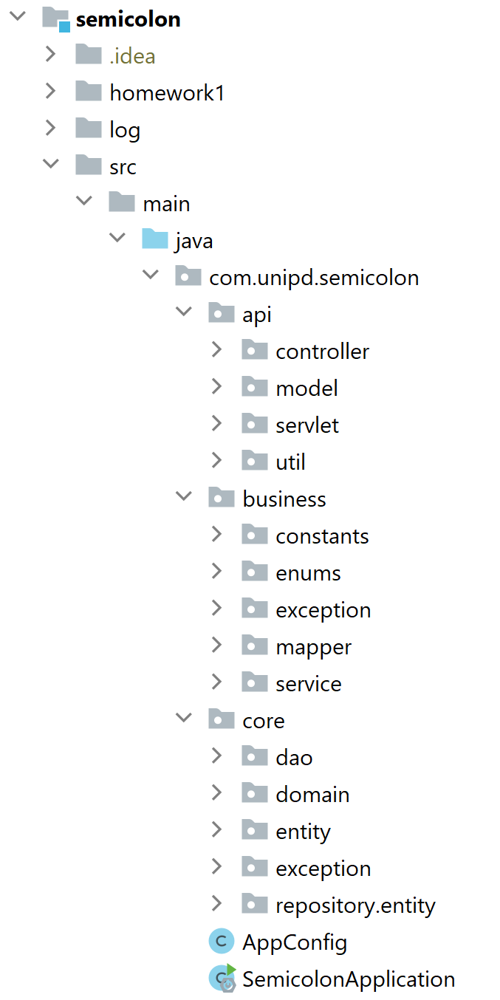 semicolon
.idea
homework1
log
src
main
java
com.unipd.semicolon
api
controller
model
servlet
util
business
constants
enums
exception
mapper
service
core
dao
domain
entity
exception
repository.entity
C AppConfig
C SemicolonApplication